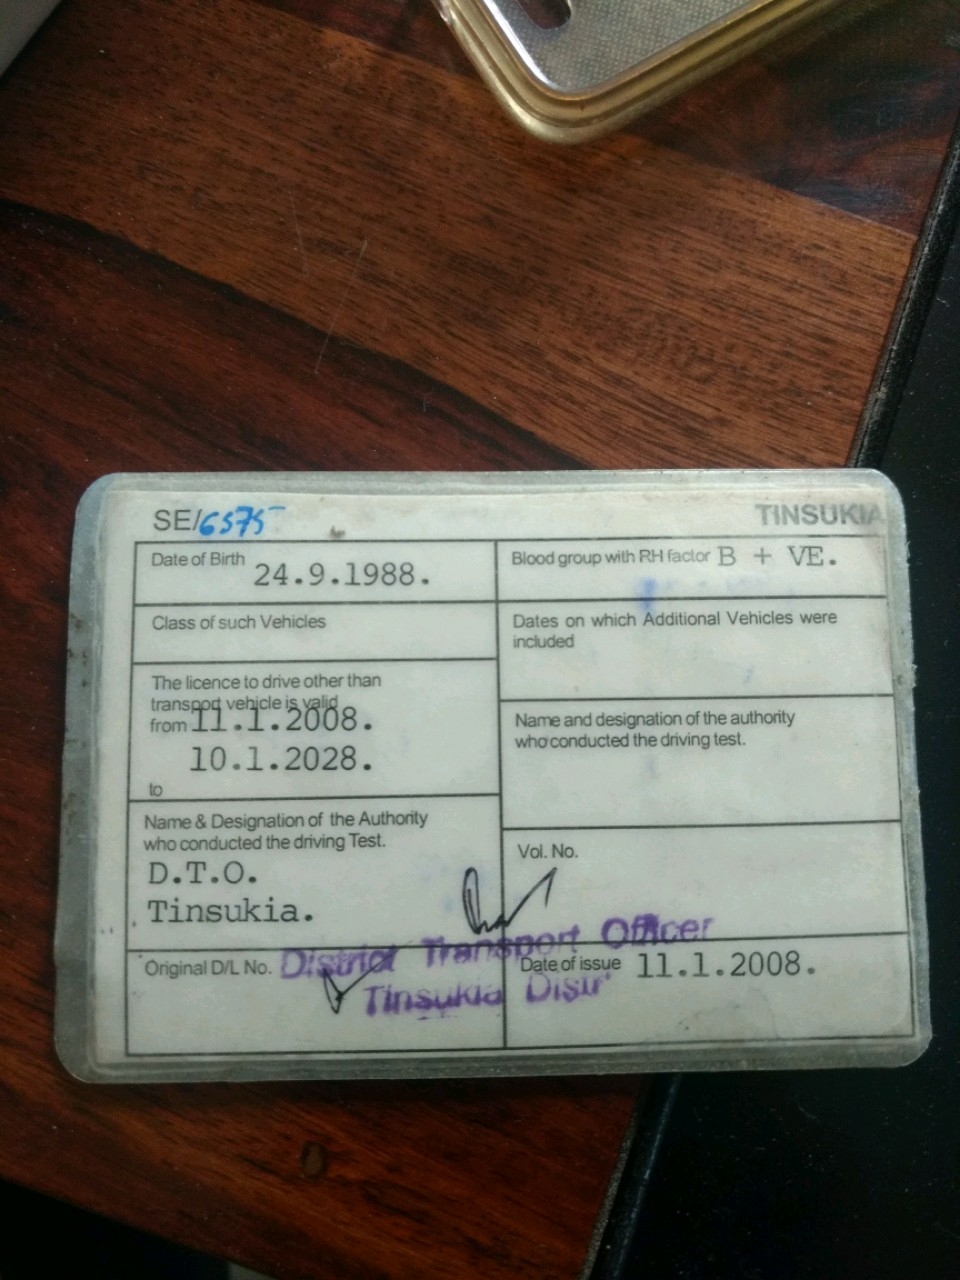 SE/6575
TINSUKIA
Date of Birth 24.9.1988.
Blood group with RH factor B + VE.
Class of such Vehicles
Dates on which Additional Vehicles were
included
The licence to drive other than
transport vehicle is valid
from 11.1.2008.
10.1.2028.
to
Name and designation of the authority
who conducted the driving test.
Name & Designation of the Authority
who conducted the driving Test.
D.T.O.
Tinsukia.
Vol. No.
Original D/L No.
District Transport Officer
Tinsukia Distr
Date of issue 11.1.2008.